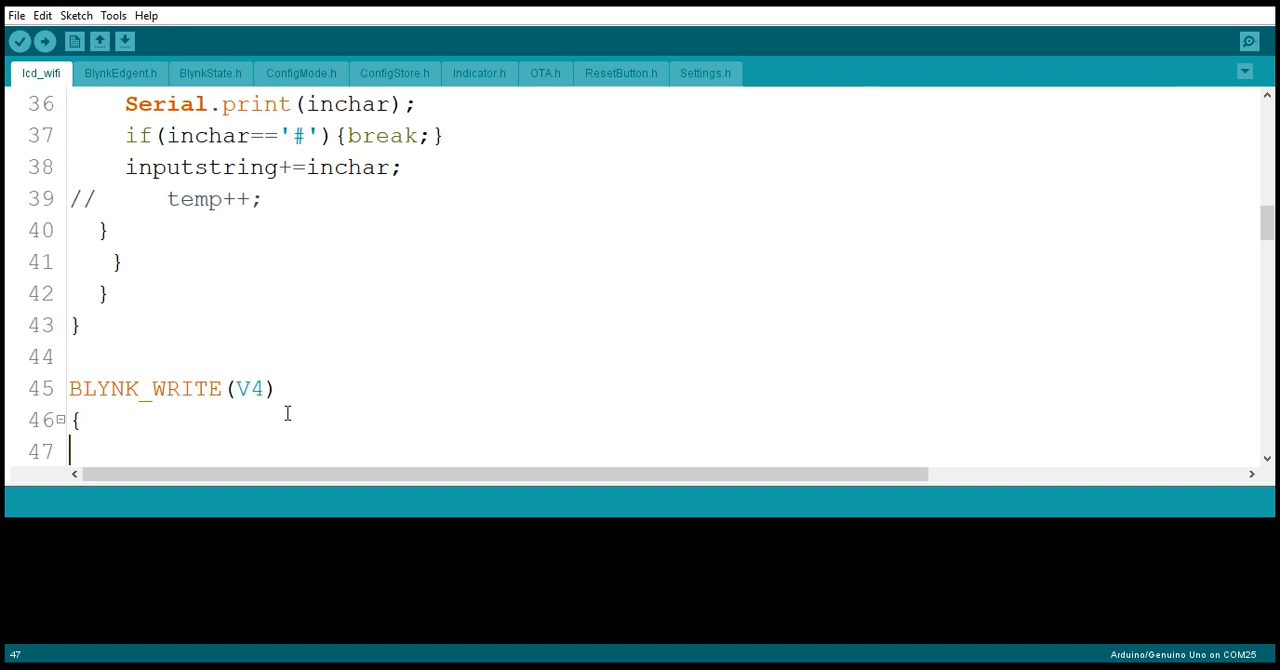 File Edit Sketch Tools Help
lcd_wifi BlynkEdgent.h BlynkState.h ConfigMode.h ConfigStore.h Indicator.h OTA.h ResetButton.h Settings.h
36 Serial.print(inchar);
37 if(inchar=='#'){break;}
38 inputstring+=inchar;
39 // temp++;
40 }
41 }
42 }
43 }
44
45 BLYNK_WRITE(V4)
46 {
47
47 Arduino/Genuino Uno on COM25